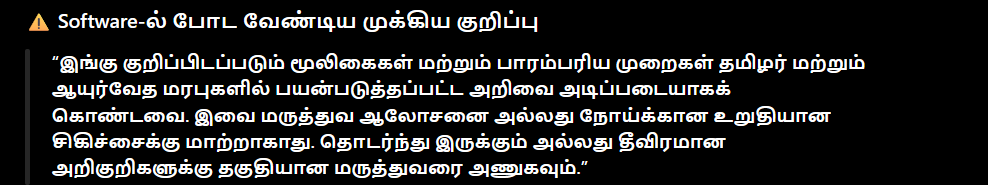 ⚠️ Software-ல் போட வேண்டிய முக்கிய குறிப்பு
“இங்கு குறிப்பிடப்படும் மூலிகைகள் மற்றும் பாரம்பரிய முறைகள் தமிழர் மற்றும்
ஆயுர்வேத மரபுகளில் பயன்படுத்தப்பட்ட அறிவை அடிப்படையாகக்
கொண்டவை. இவை மருத்துவ ஆலோசனை அல்லது நோய்க்கான உறுதியான
சிகிச்சைக்கு மாற்றாகாது. தொடர்ந்து இருக்கும் அல்லது தீவிரமான
அறிகுறிகளுக்கு தகுதியான மருத்துவரை அணுகவும்.”